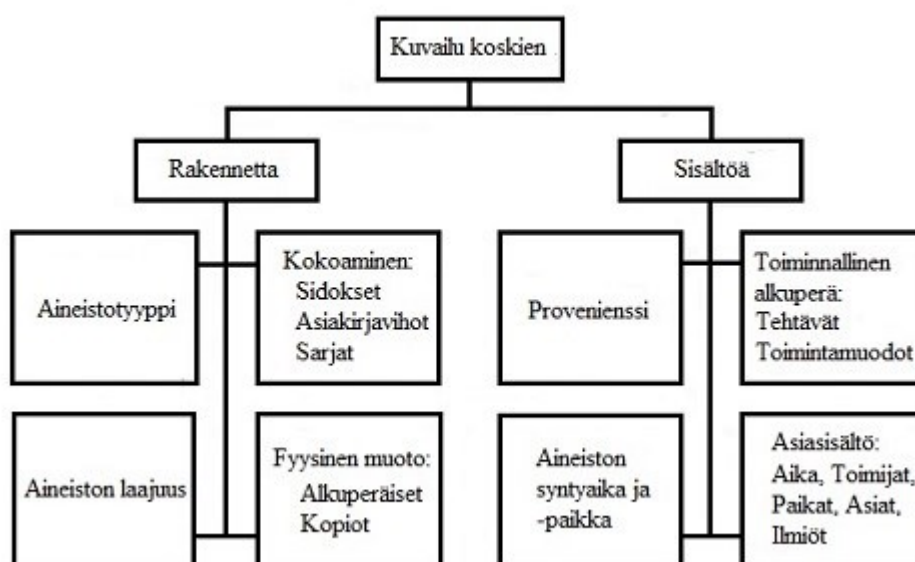 Kuvailu koskien
Rakennetta
Sisältöä
Aineistotyyppi
Kokoaminen:
Sidokset
Asiakirjavihot
Sarjat
Provenienssi
Toiminnallinen
alkuperä:
Tehtävät
Toimintamuodot
Aineiston laajuus
Fyysinen muoto:
Alkuperäiset
Kopiot
Aineiston
syntyaika ja
-paikka
Asiasisältö:
Aika, Toimijat,
Paikat, Asiat,
Ilmiöt